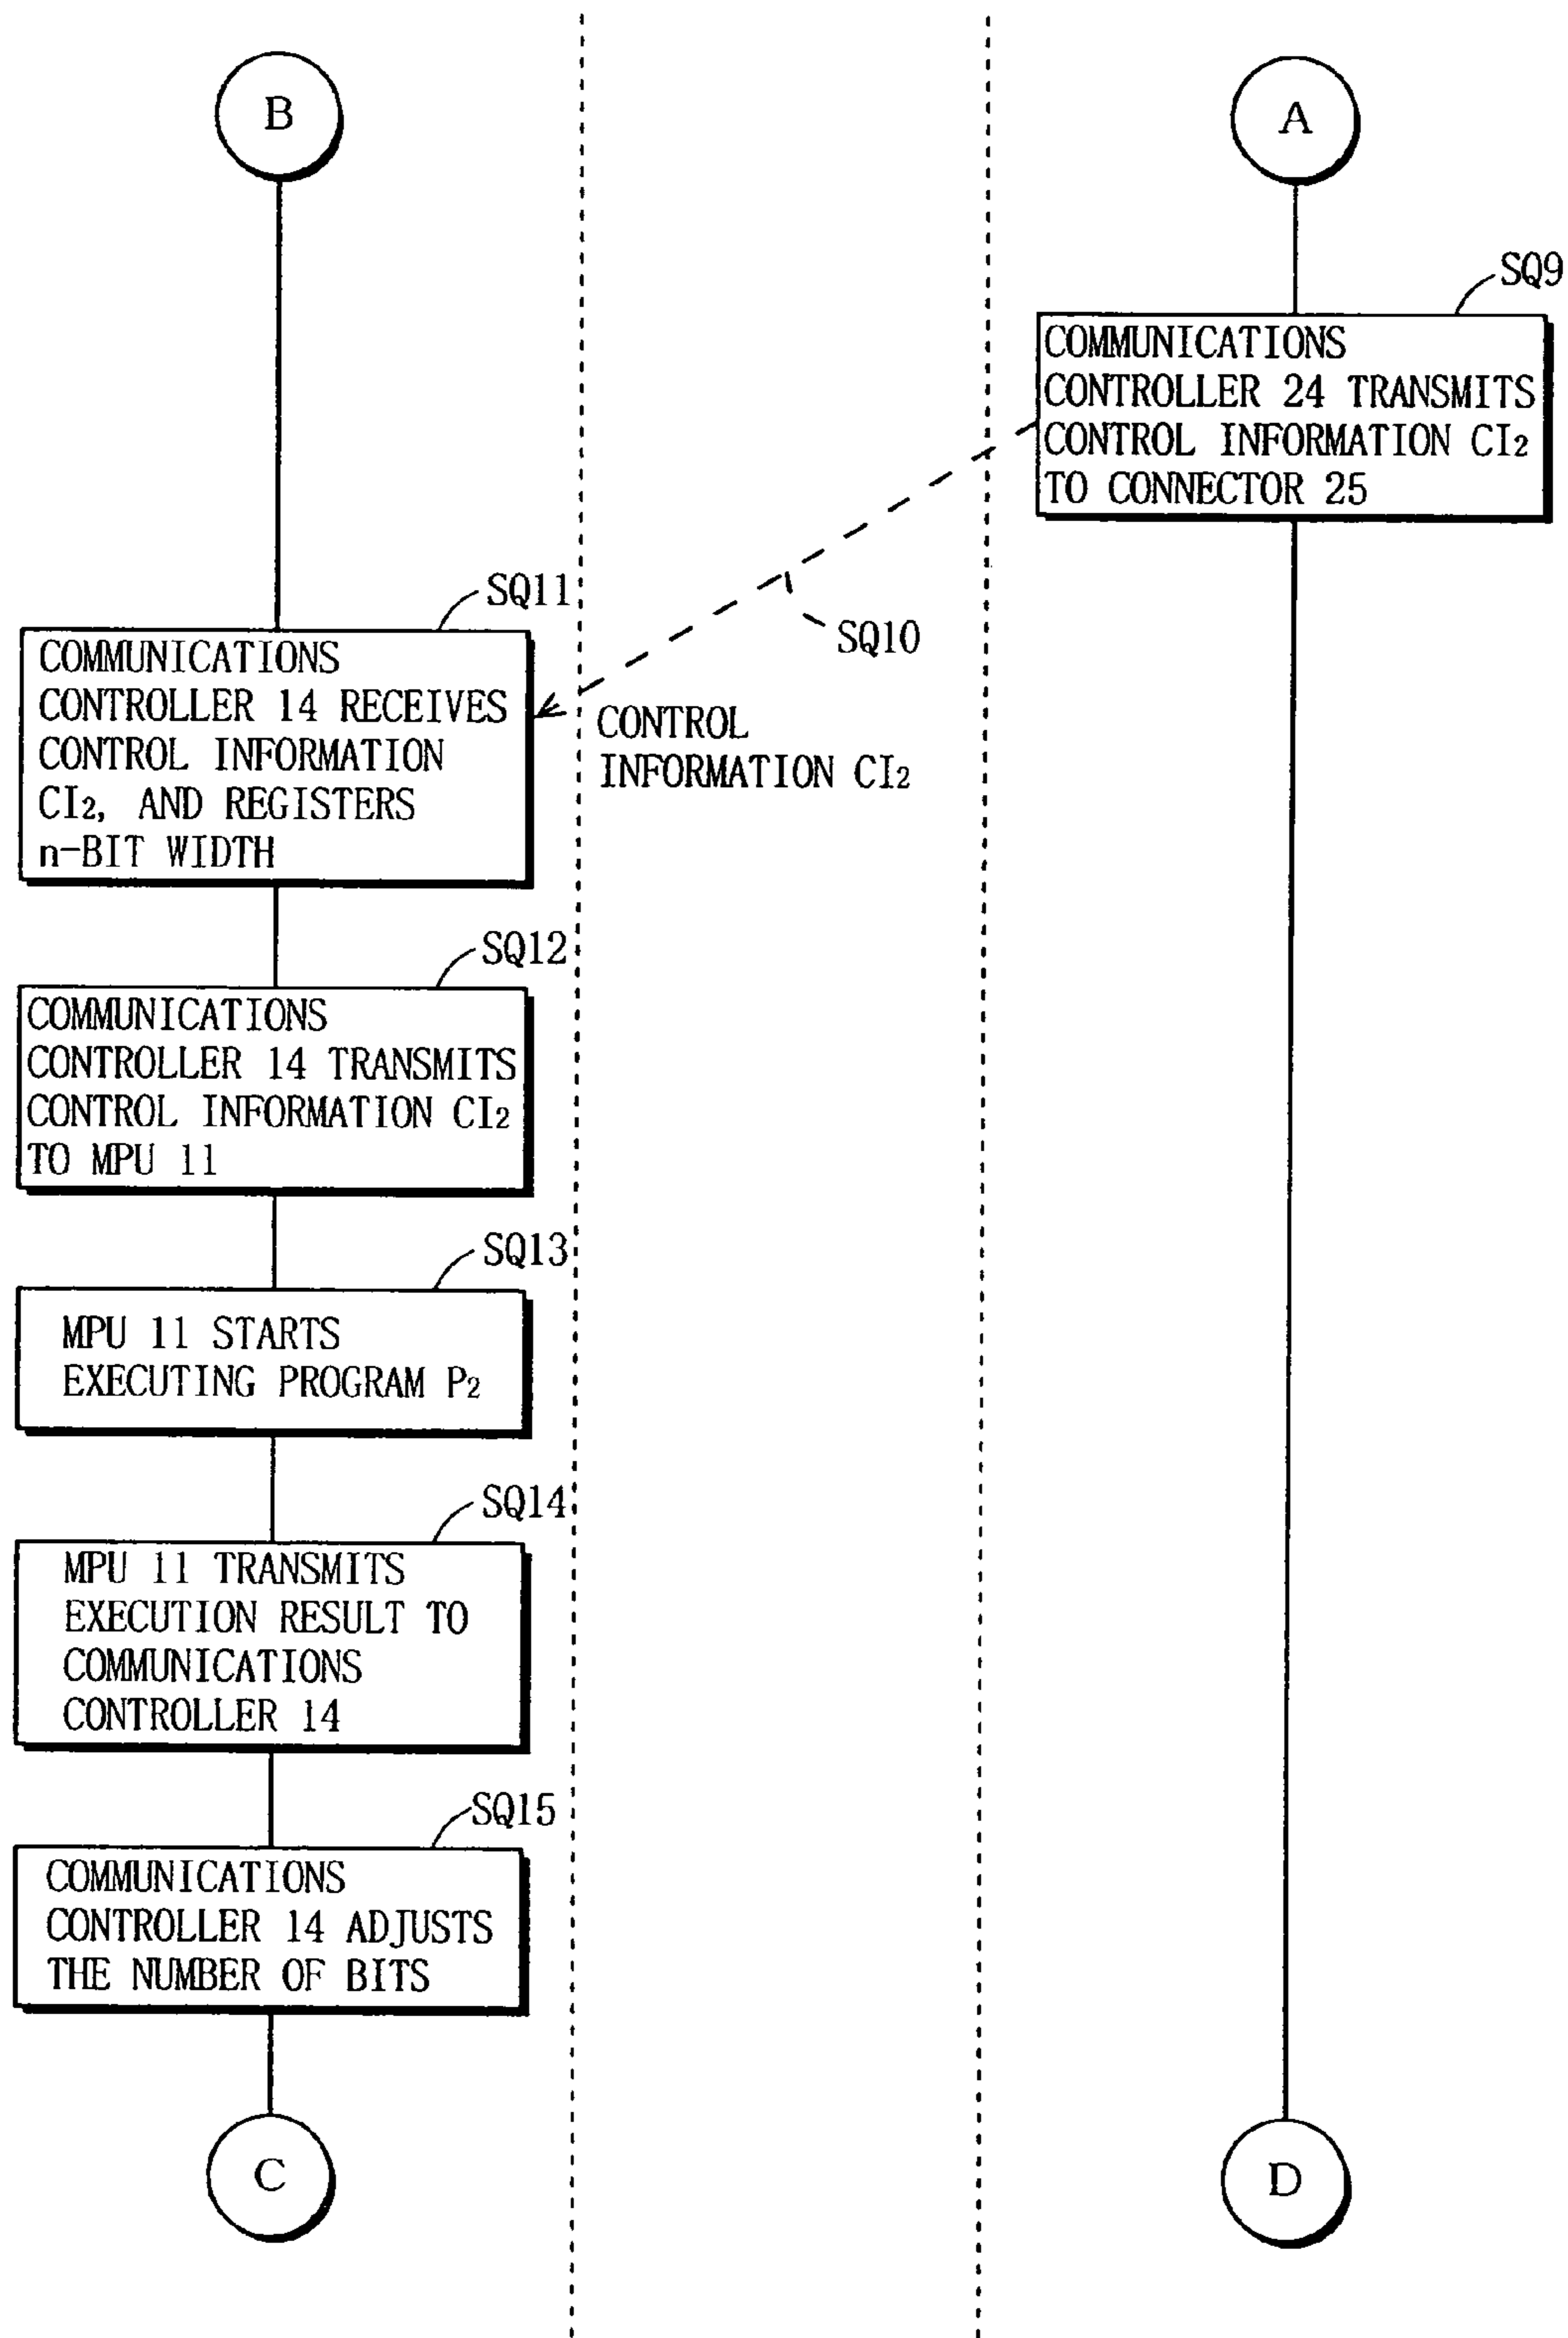 B
A
SQ9
COMMUNICATIONS
CONTROLLER 24 TRANSMITS
CONTROL INFORMATION CI₂
TO CONNECTOR 25
SQ10
CONTROL
INFORMATION CI₂
SQ11
COMMUNICATIONS
CONTROLLER 14 RECEIVES
CONTROL INFORMATION
CI₂, AND REGISTERS
n-BIT WIDTH
SQ12
COMMUNICATIONS
CONTROLLER 14 TRANSMITS
CONTROL INFORMATION CI₂
TO MPU 11
SQ13
MPU 11 STARTS
EXECUTING PROGRAM P₂
SQ14
MPU 11 TRANSMITS
EXECUTION RESULT TO
COMMUNICATIONS
CONTROLLER 14
SQ15
COMMUNICATIONS
CONTROLLER 14 ADJUSTS
THE NUMBER OF BITS
C
D